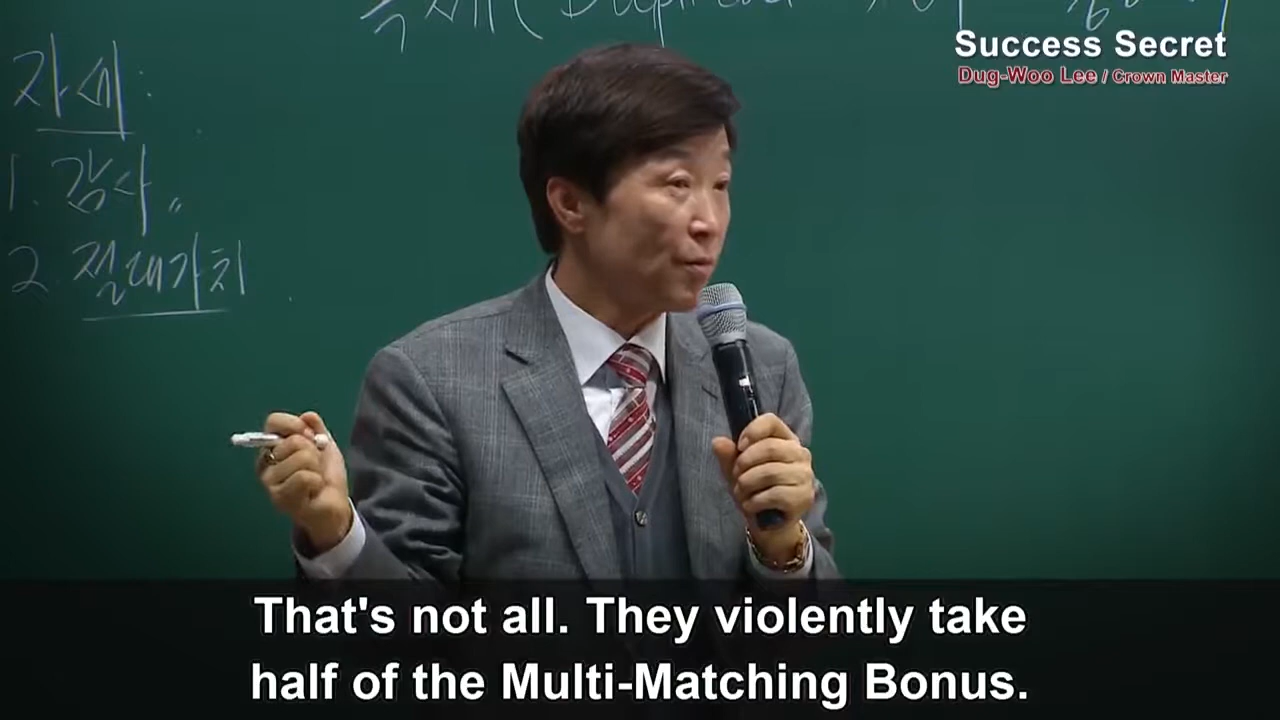 Success Secret
Dug-Woo Lee / Crown Master
자세:
1. 감사
2. 절대가치
That's not all. They violently take
half of the Multi-Matching Bonus.